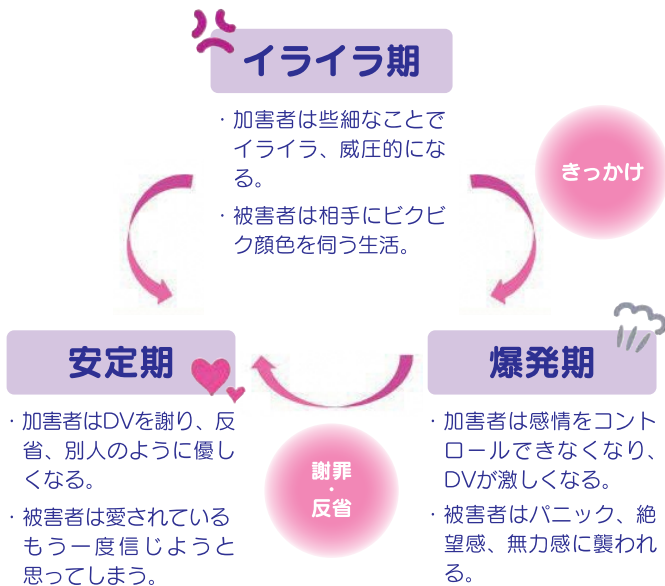 イライラ期
・加害者は些細なことで
イライラ、威圧的にな
る。
・被害者は相手にビクビ
ク顔色を伺う生活。
きっかけ
爆発期
・加害者は感情をコント
ロールできなくなり、
DVが激しくなる。
・被害者はパニック、絶
望感、無力感に襲われ
る。
謝罪
・
反省
安定期
・加害者はDVを謝り、反
省、別人のように優し
くなる。
・被害者は愛されている
もう一度信じようと
思ってしまう。